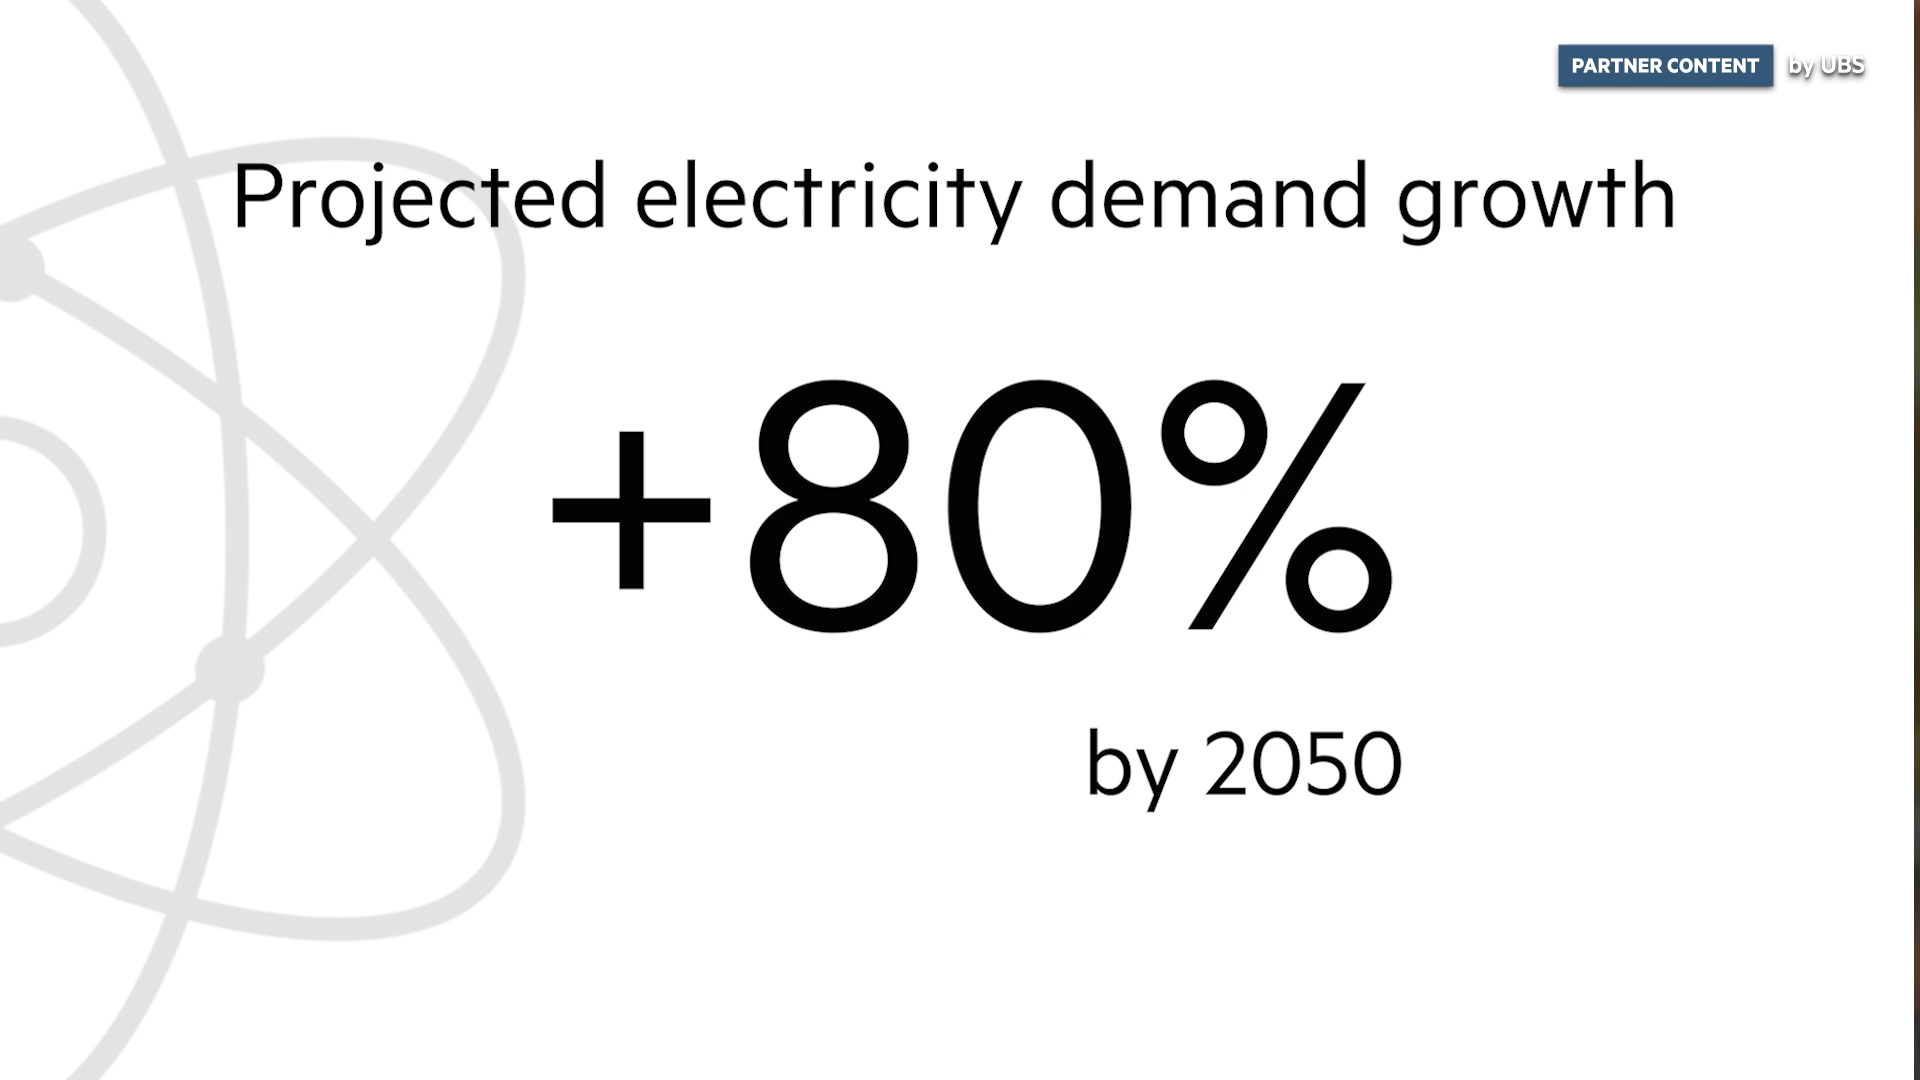 PARTNER CONTENT by UBS
Projected electricity demand growth
+80%
by 2050